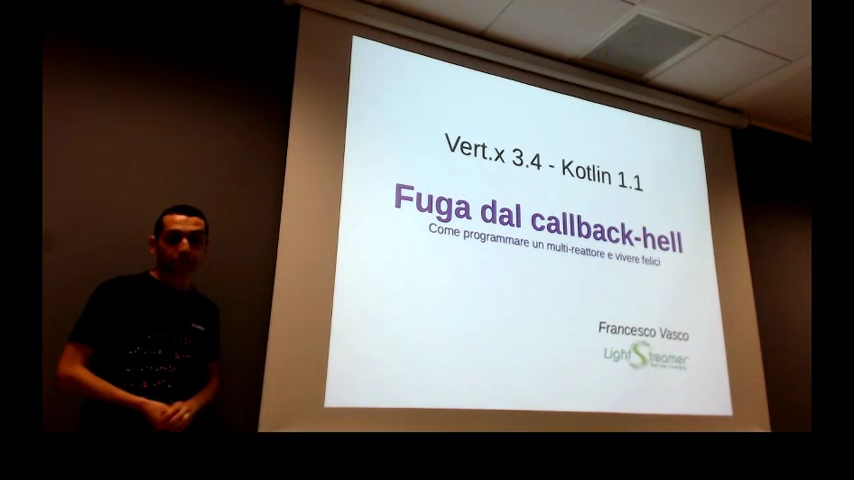 Vert.x 3.4 - Kotlin 1.1
Fuga dal callback-hell
Come programmare un multi-reattore e vivere felici
Francesco Vasco
LightStreamer